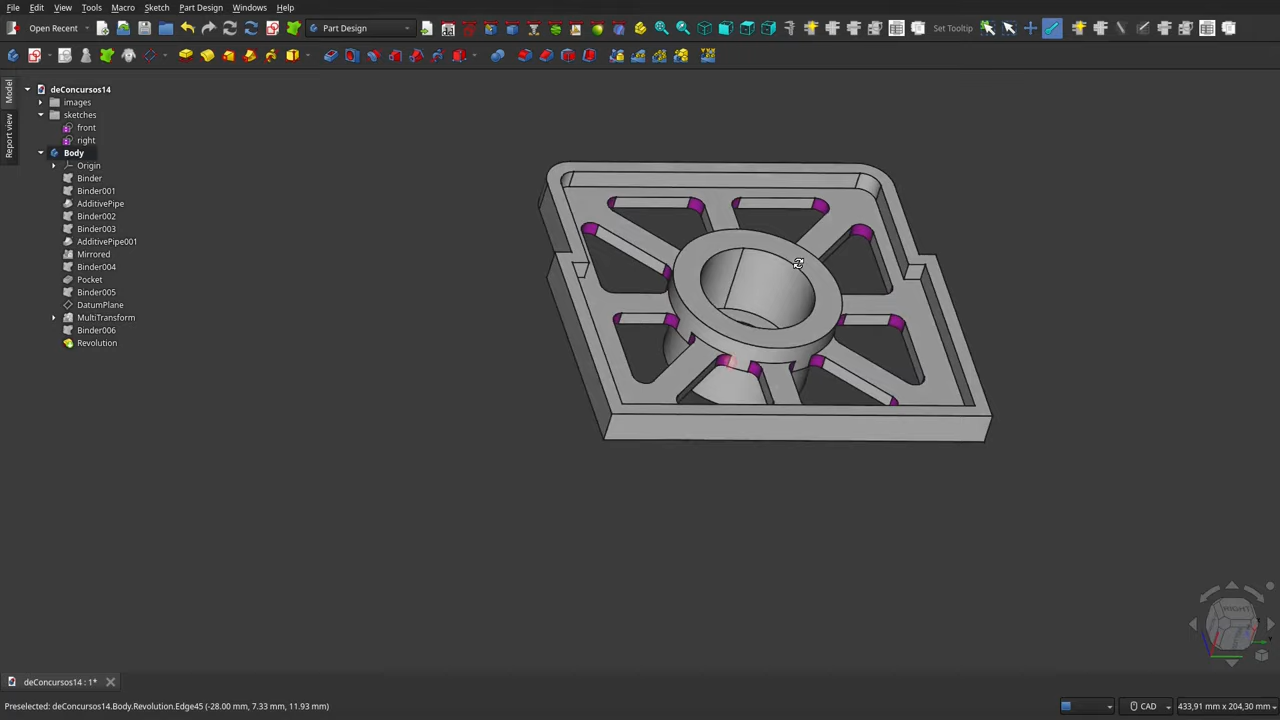 File Edit View Tools Macro Sketch Part Design Windows Help
Open Recent Part Design Set Tooltip
Model
Report view
deConcursos14
images
sketches
front
right
Body
Origin
Binder
Binder001
AdditivePipe
Binder002
Binder003
AdditivePipe001
Mirrored
Binder004
Pocket
Binder005
DatumPlane
MultiTransform
Binder006
Revolution
deConcursos14 : 1*
Preselected: deConcursos14.Body.Revolution.Edge45 (-28.00 mm, 7.33 mm, 11.93 mm)
CAD
433,91 mm x 204,30 mm